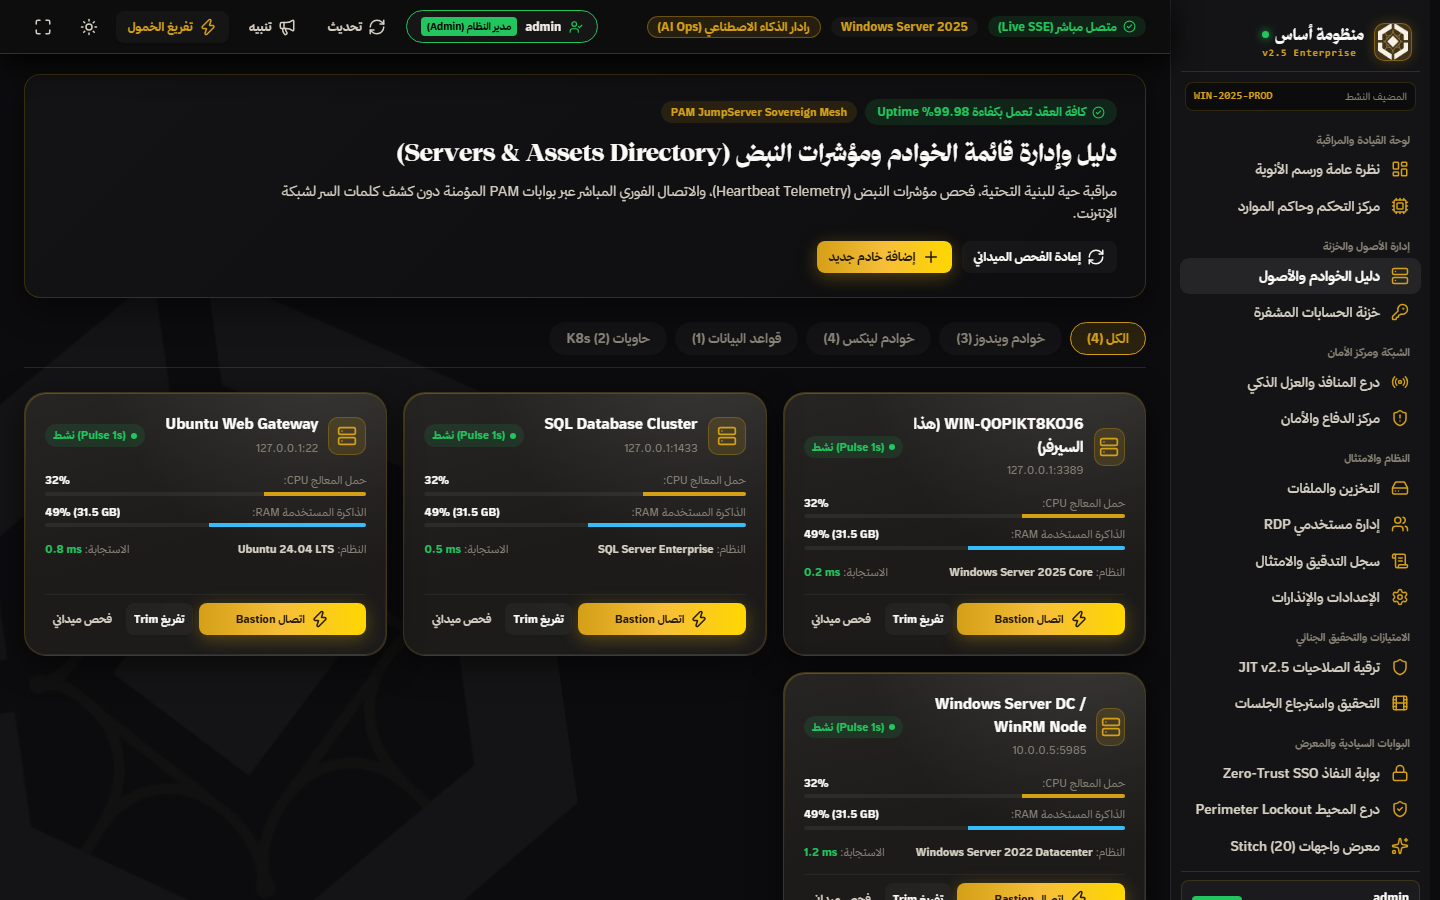 منظومة أساس
v2.5 Enterprise
المضيف النشط
WIN-2025-PROD
لوحة القيادة والمراقبة
نظرة عامة ورسم الأنوية
مركز التحكم وحاكم الموارد
إدارة الأصول والخزنة
دليل الخوادم والأصول
خزنة الحسابات المشفرة
الشبكة ومركز الأمان
درع المنافذ والعزل الذكي
مركز الدفاع والأمان
النظام والامتثال
التخزين والملفات
إدارة مستخدمي RDP
سجل التدقيق والامتثال
الإعدادات والإنذارات
الامتيازات والتحقيق الجنائي
ترقية الصلاحيات JIT v2.5
التحقيق واسترجاع الجلسات
البوابات السيادية والمعرض
بوابة النفاذ Zero-Trust SSO
درع المحيط Perimeter Lockout
معرض واجهات Stitch (20)
admin
متصل مباشر (Live SSE)
Windows Server 2025
رادار الذكاء الاصطناعي (AI Ops)
admin
مدير النظام (Admin)
تحديث
تنبيه
تفريغ الخمول
كافة العقد تعمل بكفاءة 99.98% Uptime
PAM JumpServer Sovereign Mesh
دليل وإدارة قائمة الخوادم ومؤشرات النبض (Servers & Assets Directory)
مراقبة حية للبنية التحتية، فحص مؤشرات النبض (Heartbeat Telemetry)، والاتصال الفوري المباشر عبر بوابات PAM المؤمنة دون كشف كلمات السر لشبكة
الإنترنت.
إعادة الفحص الميداني
إضافة خادم جديد
الكل (4)
خوادم ويندوز (3)
خوادم لينكس (4)
قواعد البيانات (1)
حاويات K8s (2)
WIN-QOPIKT8KOJ6 (هذا
السيرفر)
127.0.0.1:3389
نشط (Pulse 1s)
حمل المعالج CPU:
32%
الذاكرة المستخدمة RAM:
49% (31.5 GB)
النظام: Windows Server 2025 Core
الاستجابة: 0.2 ms
اتصال Bastion
تفريغ Trim
فحص ميداني
SQL Database Cluster
127.0.0.1:1433
نشط (Pulse 1s)
حمل المعالج CPU:
32%
الذاكرة المستخدمة RAM:
49% (31.5 GB)
النظام: SQL Server Enterprise
الاستجابة: 0.5 ms
اتصال Bastion
تفريغ Trim
فحص ميداني
Ubuntu Web Gateway
127.0.0.1:22
نشط (Pulse 1s)
حمل المعالج CPU:
32%
الذاكرة المستخدمة RAM:
49% (31.5 GB)
النظام: Ubuntu 24.04 LTS
الاستجابة: 0.8 ms
اتصال Bastion
تفريغ Trim
فحص ميداني
Windows Server DC /
WinRM Node
10.0.0.5:5985
نشط (Pulse 1s)
حمل المعالج CPU:
32%
الذاكرة المستخدمة RAM:
49% (31.5 GB)
النظام: Windows Server 2022 Datacenter
الاستجابة: 1.2 ms
اتصال Bastion
تفريغ Trim
فحص ميداني